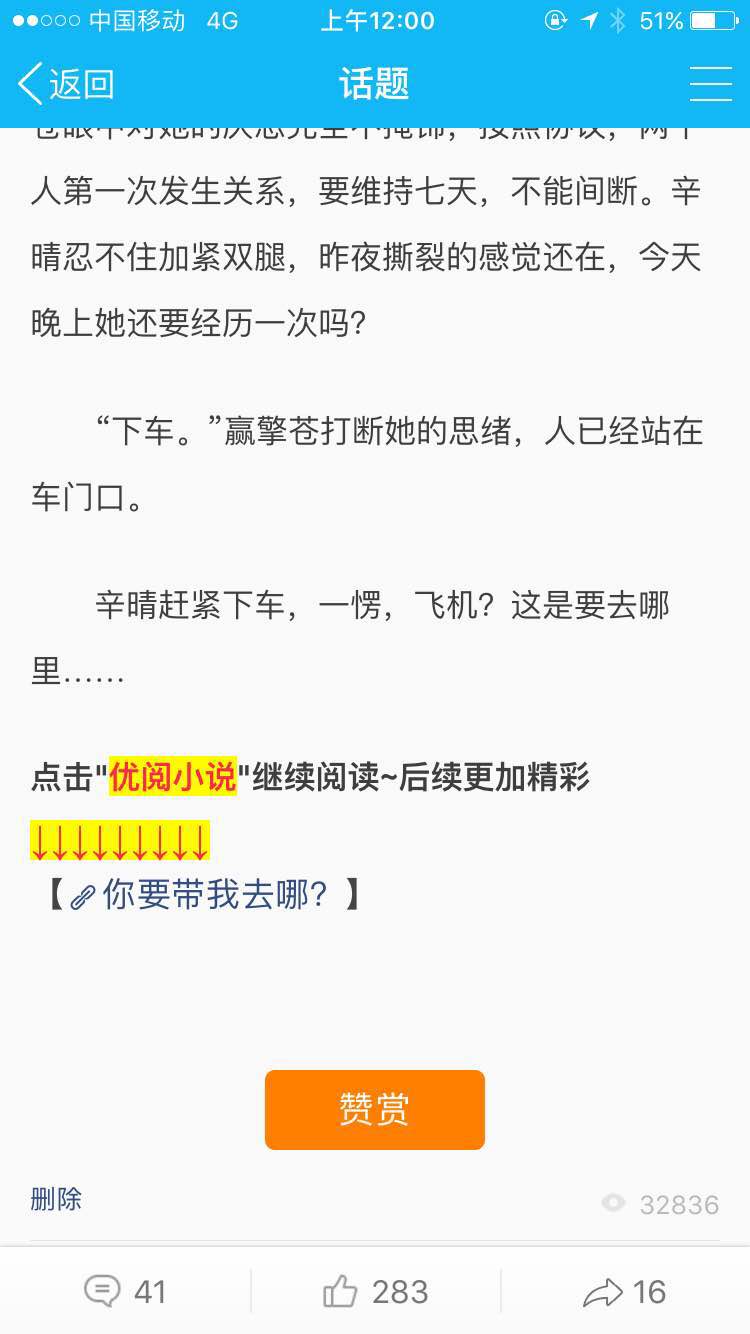 中国移动 4G 上午12:00 51%
返回 话题
人第一次发生关系，要维持七天，不能间断。辛
晴忍不住加紧双腿，昨夜撕裂的感觉还在，今天
晚上她还要经历一次吗？
“下车。”赢擎苍打断她的思绪，人已经站在
车门口。
辛晴赶紧下车，一愣，飞机？这是要去哪
里……
点击"优阅小说"继续阅读~后续更加精彩
↓↓↓↓↓↓↓↓↓
【你要带我去哪？】
赞赏
删除 32836
41 283 16